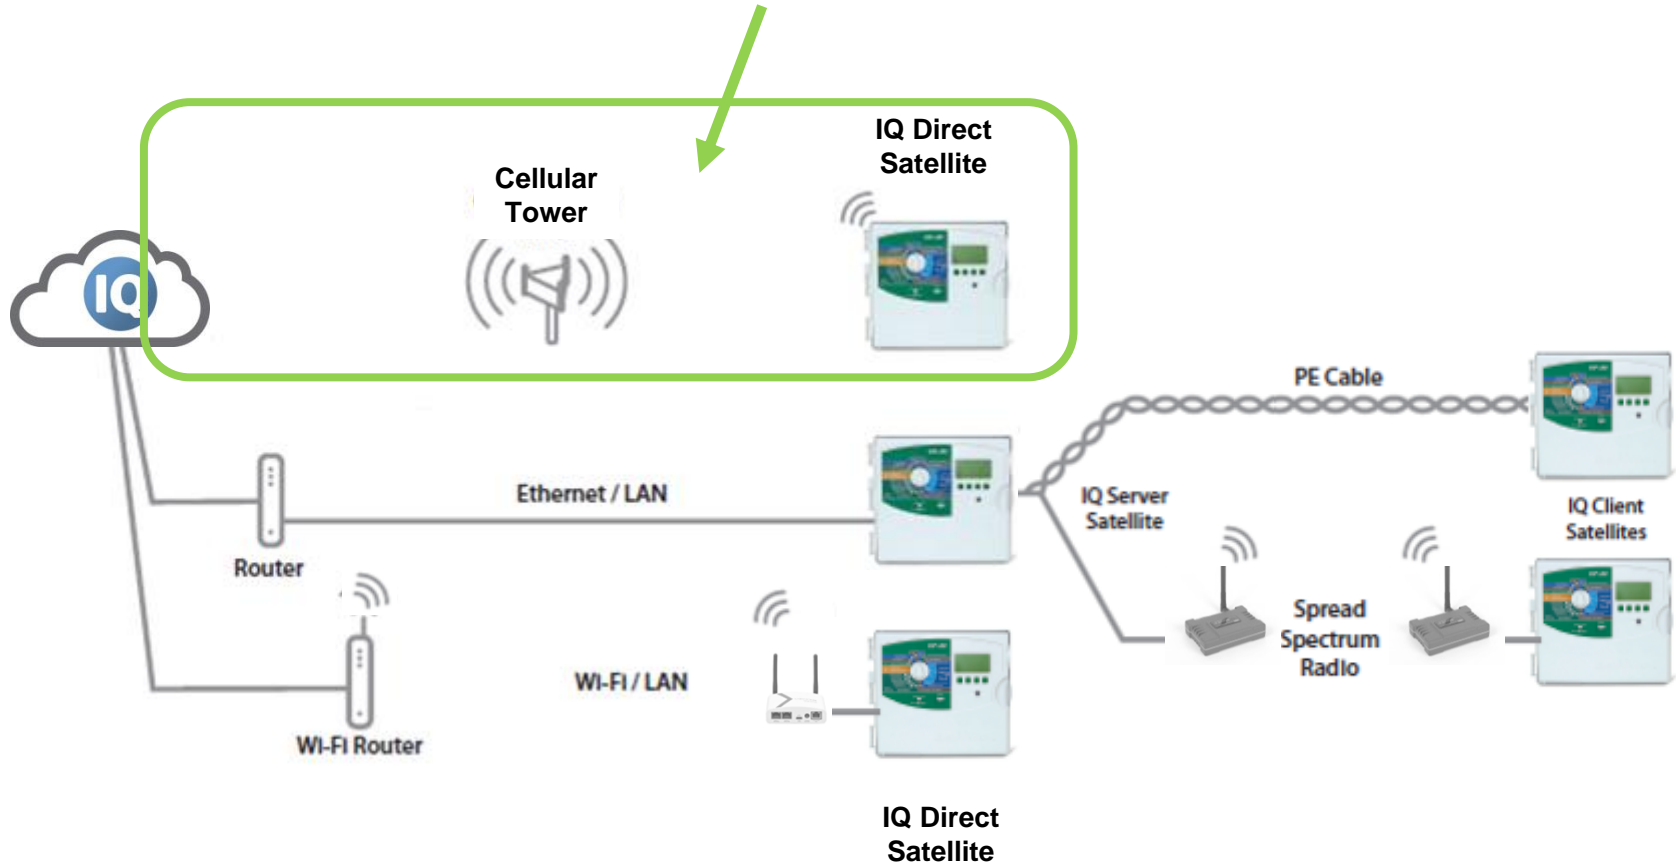 IQ Direct
Satellite
Cellular
Tower
IQ
PE Cable
Ethernet / LAN
IQ Server
Satellite
IQ Client
Satellites
Router
Spread
Spectrum
Radio
Wi-Fi / LAN
Wi-Fi Router
IQ Direct
Satellite